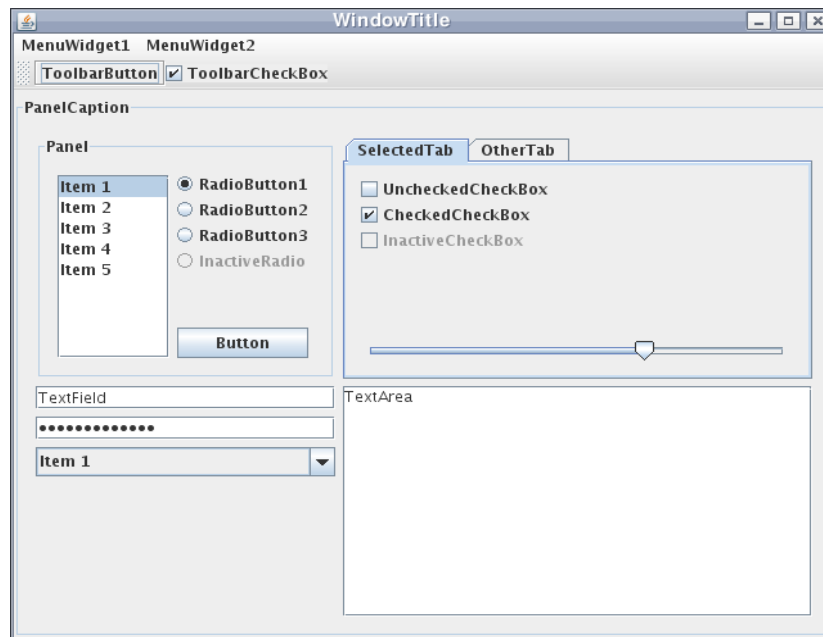 WindowTitle
MenuWidget1 MenuWidget2
ToolbarButton ToolbarCheckBox
PanelCaption
Panel
Item 1
Item 2
Item 3
Item 4
Item 5
RadioButton1
RadioButton2
RadioButton3
InactiveRadio
Button
SelectedTab OtherTab
UncheckedCheckBox
CheckedCheckBox
InactiveCheckBox
TextField
•••••••••••••
Item 1
TextArea